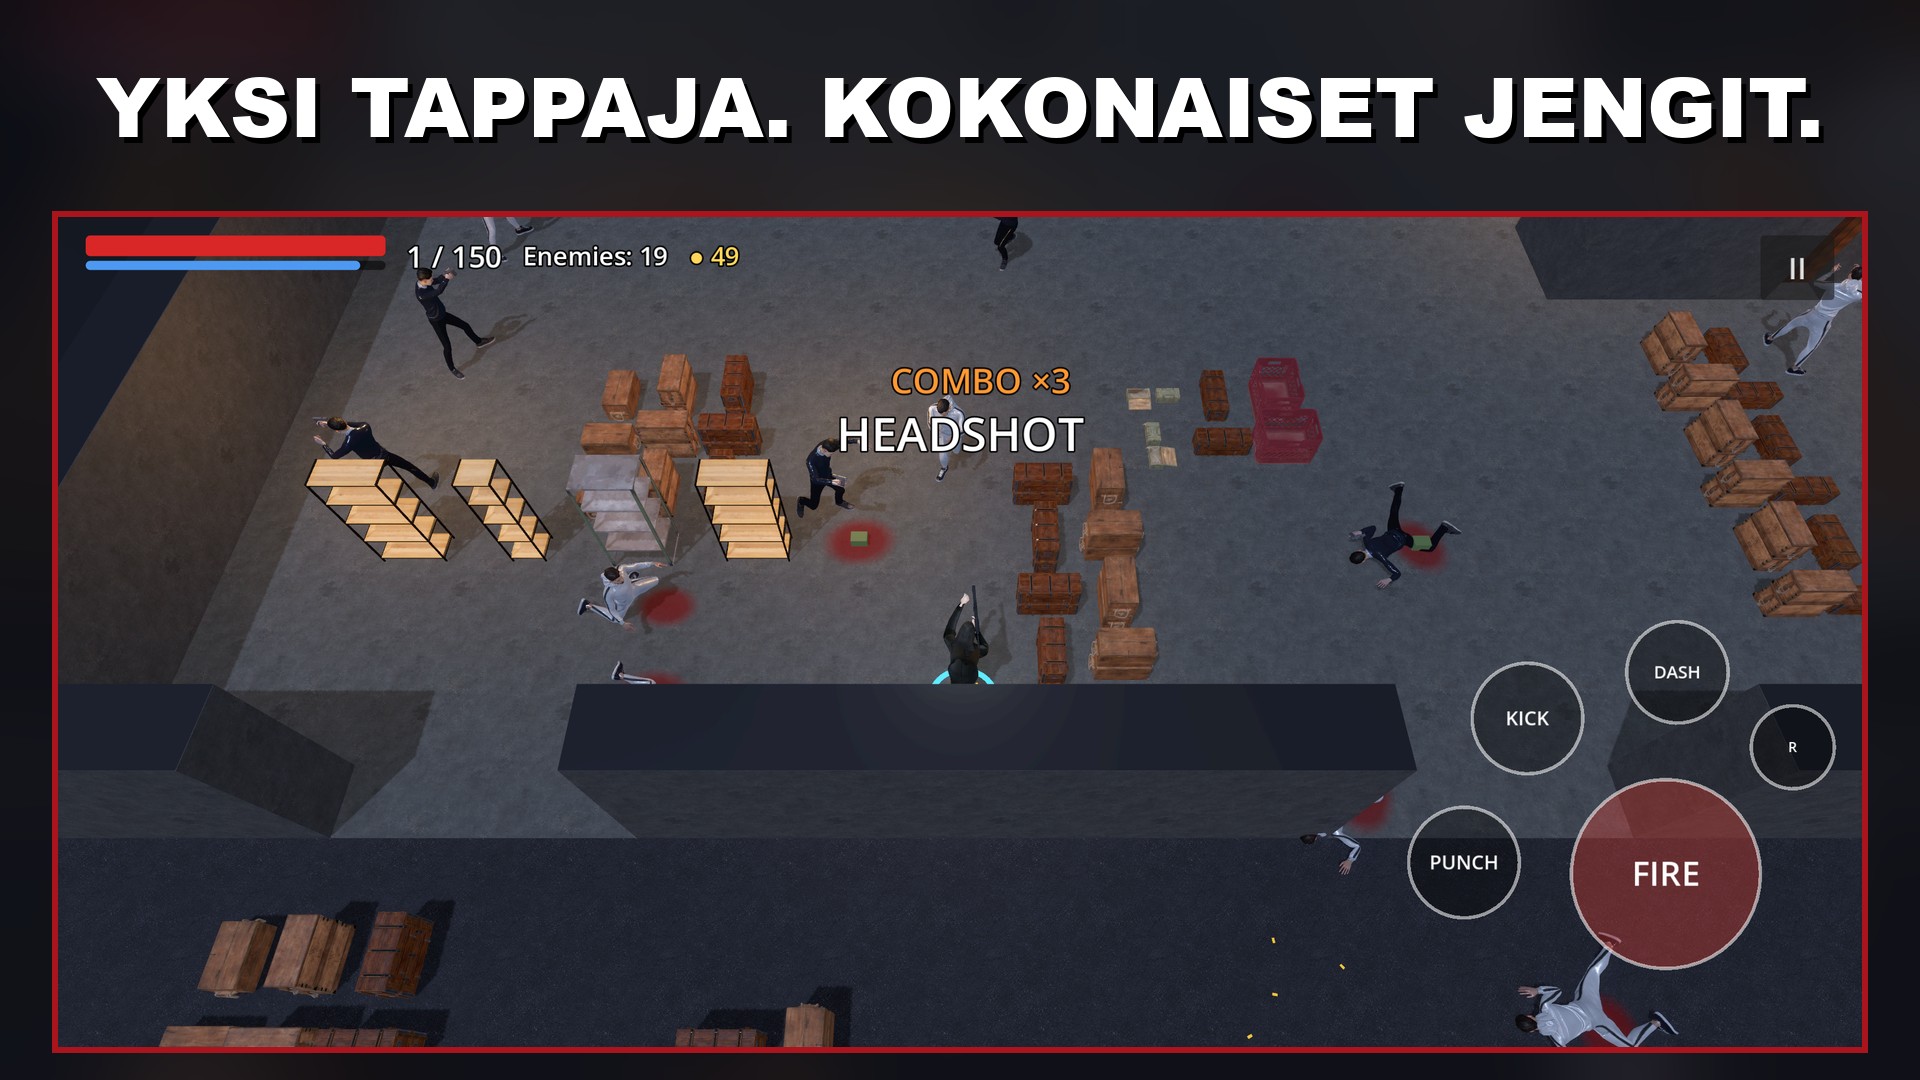 YKSI TAPPAJA. KOKONAISET JENGIT.
1 / 150 Enemies: 19 49
COMBO ×3
HEADSHOT
DASH
KICK
R
PUNCH
FIRE